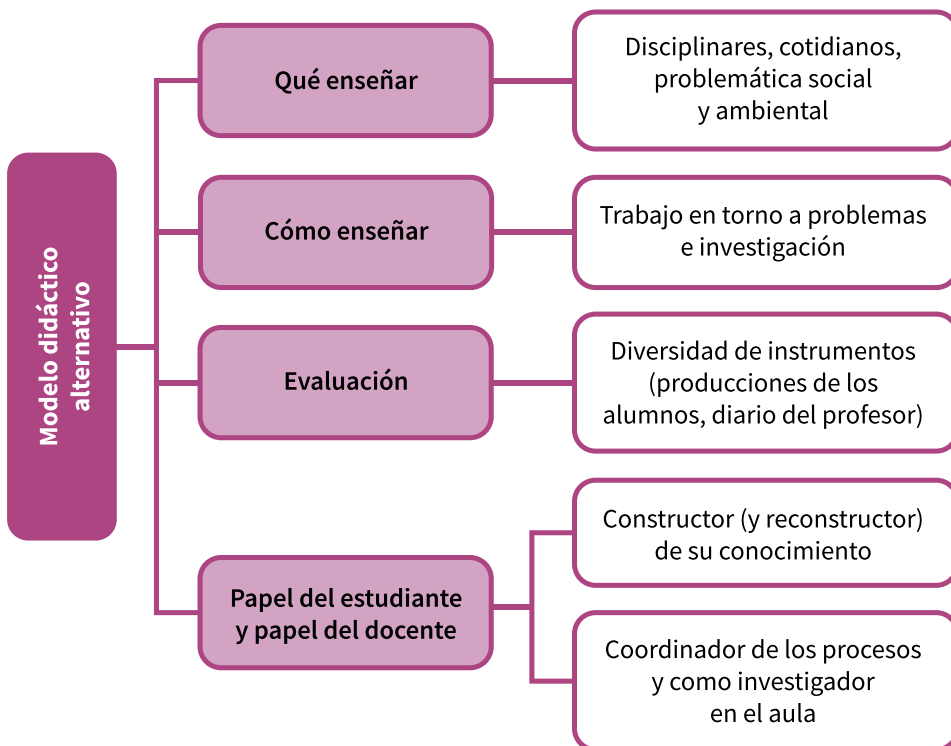 Modelo didáctico
alternativo
Qué enseñar
Disciplinares, cotidianos,
problemática social
y ambiental
Cómo enseñar
Trabajo en torno a problemas
e investigación
Evaluación
Diversidad de instrumentos
(producciones de los
alumnos, diario del profesor)
Papel del estudiante
y papel del docente
Constructor (y reconstructor)
de su conocimiento
Coordinador de los procesos
y como investigador
en el aula